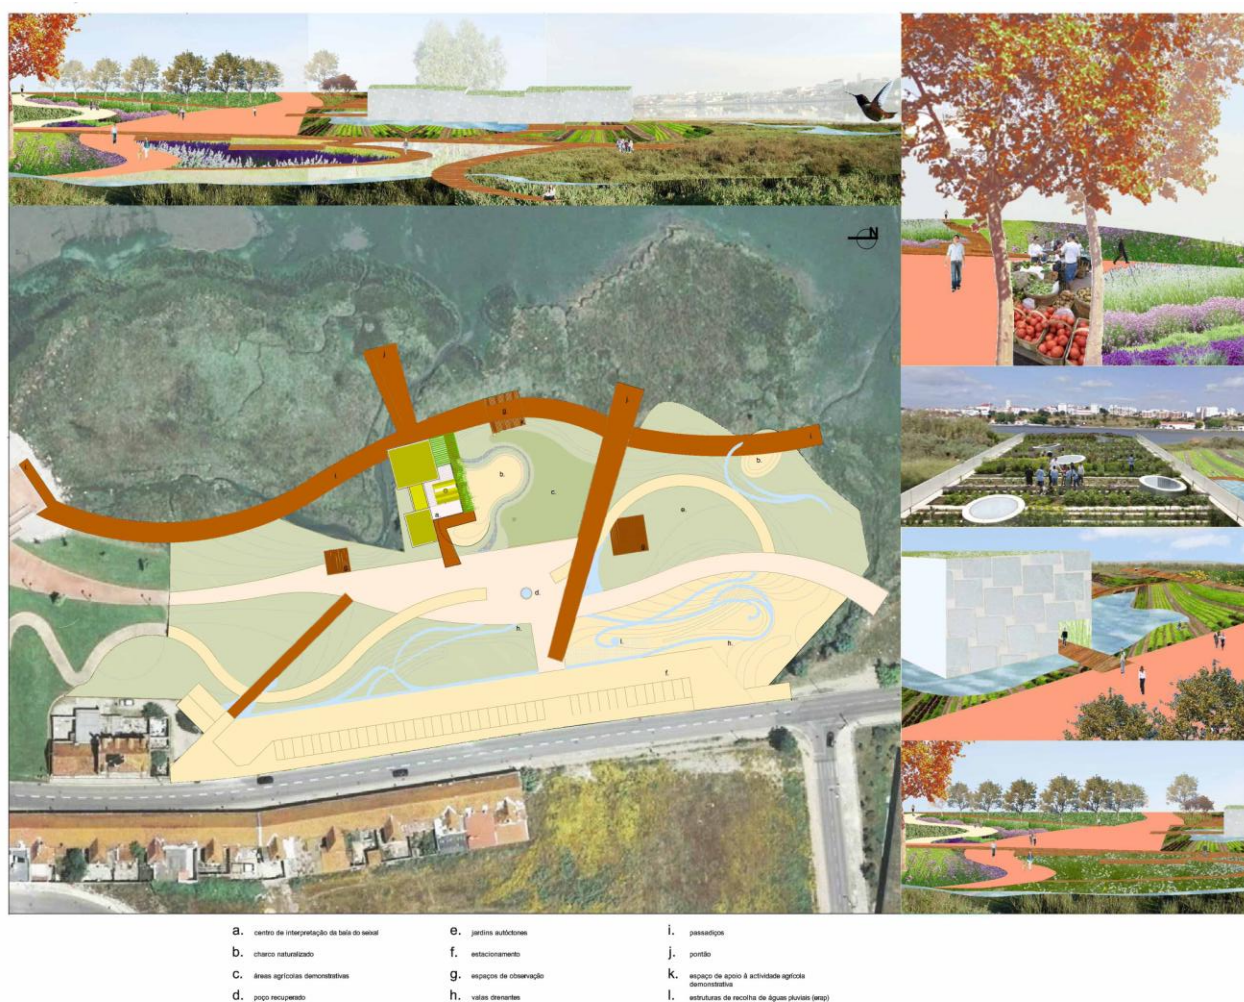 N
j.
g.
j.
i.
i.
i.
b.
b.
c.
e.
a.
d.
h.
l.
h.
f.
a. centro de interpretação da baía do seixal
b. charco naturalizado
c. áreas agrícolas demonstrativas
d. poço recuperado
e. jardins autóctones
f. estacionamento
g. espaços de observação
h. valas drenantes
i. passadiços
j. pontão
k. espaço de apoio à actividade agrícola
demonstrativa
l. estruturas de recolha de águas pluviais (erap)